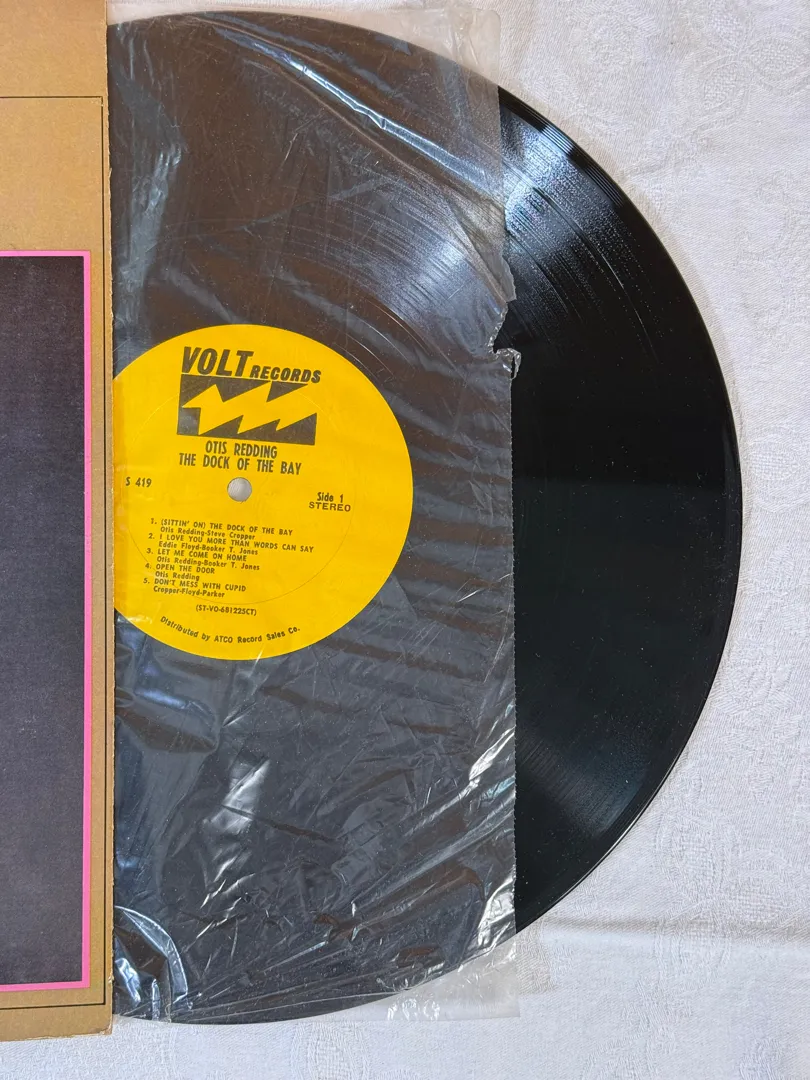 VOLT RECORDS
OTIS REDDING
THE DOCK OF THE BAY
S 419
Side 1
STEREO
1. (SITTIN' ON) THE DOCK OF THE BAY
Otis Redding-Steve Cropper
2. I LOVE YOU MORE THAN WORDS CAN SAY
Eddie Floyd-Booker T. Jones
3. LET ME COME ON HOME
Otis Redding-Booker T. Jones
4. OPEN THE DOOR
Otis Redding
5. DON'T MESS WITH CUPID
Cropper-Floyd-Parker
(ST-VO-681225CT)
Distributed by ATCO Record Sales Co.